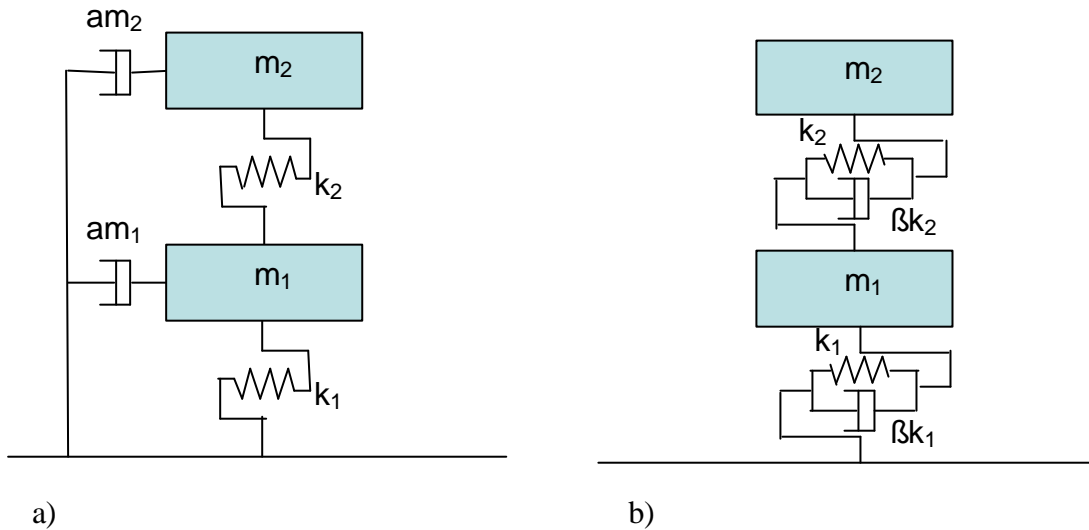 am₂
m₂
k₂
am₁
m₁
k₁
a)
m₂
k₂
ßk₂
m₁
k₁
ßk₁
b)